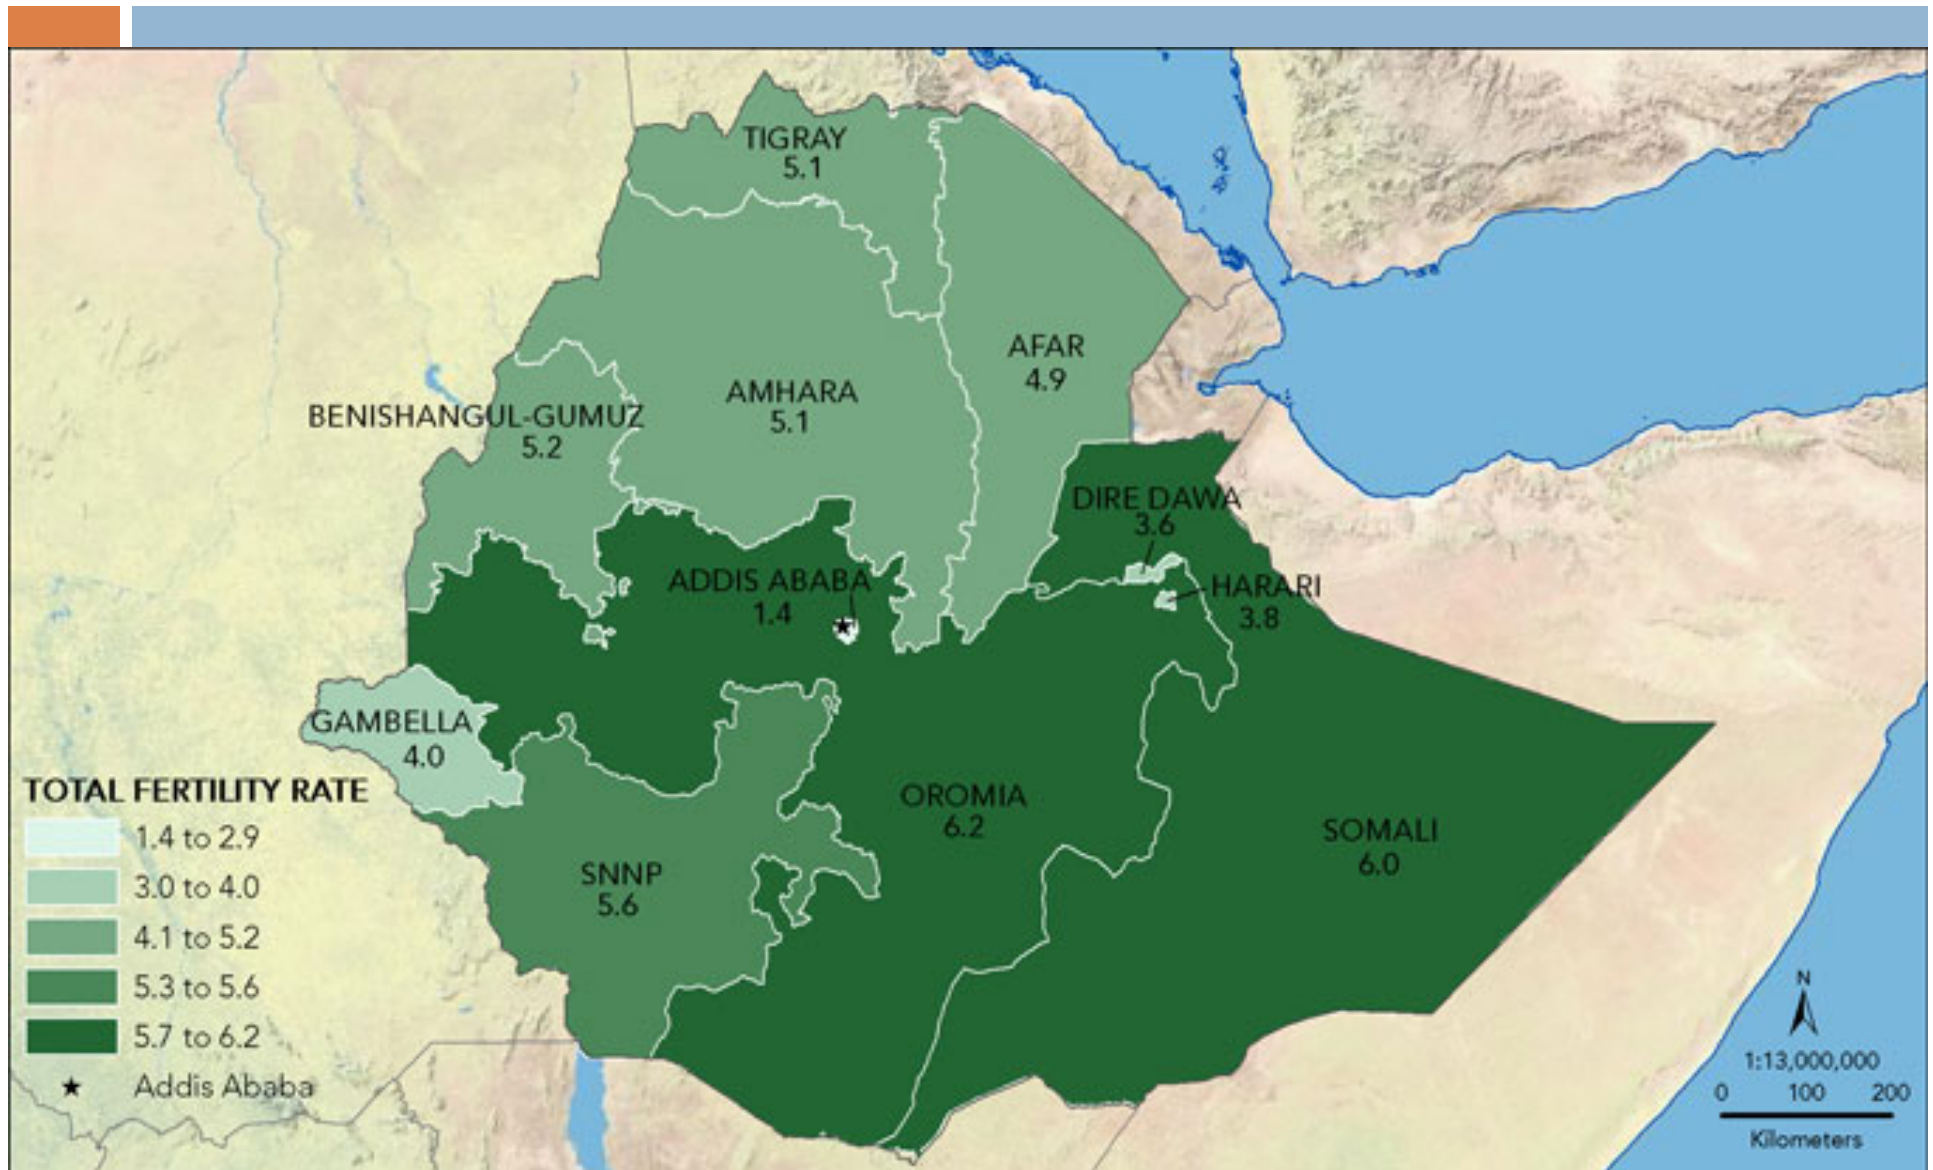 TIGRAY
5.1
AFAR
4.9
AMHARA
5.1
BENISHANGUL-GUMUZ
5.2
DIRE DAWA
3.6
ADDIS ABABA
1.4
HARARI
3.8
GAMBELLA
4.0
OROMIA
6.2
SOMALI
6.0
SNNP
5.6
TOTAL FERTILITY RATE
1.4 to 2.9
3.0 to 4.0
4.1 to 5.2
5.3 to 5.6
5.7 to 6.2
Addis Ababa
N
1:13,000,000
0 100 200
Kilometers